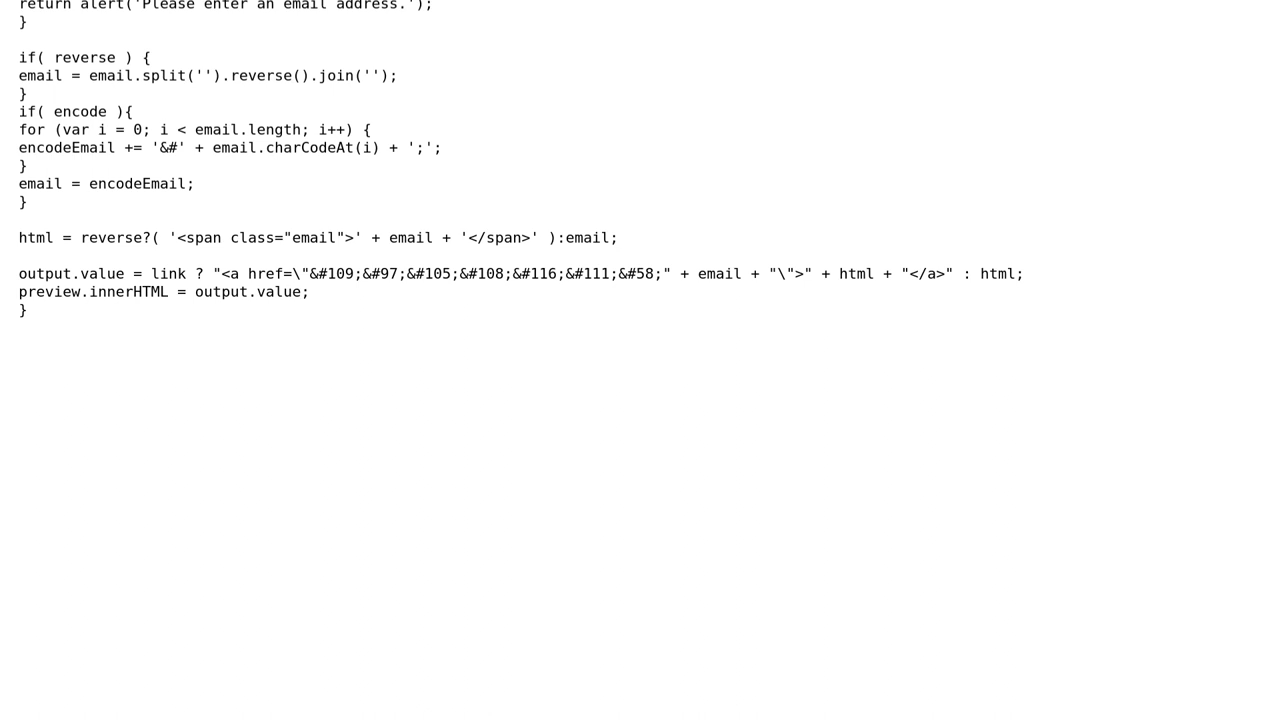 return alert('Please enter an email address.');
}

if( reverse ) {
email = email.split('').reverse().join('');
}
if( encode ){
for (var i = 0; i < email.length; i++) {
encodeEmail += '&#' + email.charCodeAt(i) + ';';
}
email = encodeEmail;
}

html = reverse?( '<span class="email">' + email + '</span>' ):email;

output.value = link ? "<a href=\"&#109;&#97;&#105;&#108;&#116;&#111;&#58;" + email + "\">" + html + "</a>" : html;
preview.innerHTML = output.value;
}